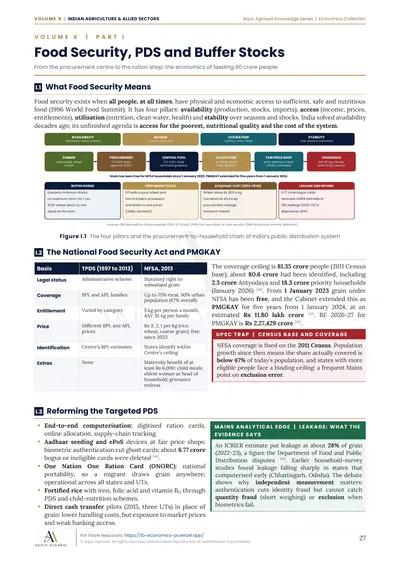 VOLUME X • INDIAN AGRICULTURE & ALLIED SECTORS
Arjun Agrawal Knowledge Series | Economics Collection
VOLUME X | PART I
Food Security, PDS and Buffer Stocks
From the procurement centre to the ration shop: the economics of feeding 80 crore people
I.1 What Food Security Means
Food security exists when all people, at all times, have physical and economic access to sufficient, safe and nutritious
food (1996 World Food Summit). It has four pillars: availability (production, stocks, imports), access (income, prices,
entitlements), utilisation (nutrition, clean water, health) and stability over seasons and shocks. India solved availability
decades ago; its unfinished agenda is access for the poorest, nutritional quality and the cost of the system.
AVAILABILITY
ACCESS
UTILISATION
STABILITY
FARMER
PROCUREMENT
CENTRAL POOL
ALLOCATION
FAIR PRICE SHOP
HOUSEHOLD
Grain has been free for NFSA households since 1 January 2023; PMGKAY extended for five years from 1 January 2024.
BUFFER NORMS
OPEN MARKET SALE
ECONOMIC COST
LEAKAGE AND REFORM
Figure I.1 The four pillars and the procurement-to-household chain of India's public distribution system
I.2 The National Food Security Act and PMGKAY
Basis TPDS (1997 to 2013) NFSA, 2013
Legal status Administrative scheme Statutory right to
subsidised grain
Coverage BPL and APL families Up to 75% rural, 50% urban
population (67% overall)
Entitlement Varied by category 5 kg per person a month;
AAY 35 kg per family
Price Different BPL and APL
prices
Rs 3, 2, 1 per kg (rice,
wheat, coarse grain); free
since 2023
Identification Centre's BPL estimates States identify within
Centre's ceiling
Extras None Maternity benefit of at
least Rs 6,000; child meals;
eldest woman as head of
household; grievance
redress
The coverage ceiling is 81.35 crore people (2011 Census
base); about 80.6 crore had been identified, including
2.3 crore Antyodaya and 18.3 crore priority households
(January 2026). From 1 January 2023 grain under
NFSA has been free, and the Cabinet extended this as
PMGKAY for five years from 1 January 2024, at an
estimated Rs 11.80 lakh crore. BE 2026-27 for
PMGKAY is Rs 2,27,429 crore.
UPSC TRAP | CENSUS BASE AND COVERAGE
NFSA coverage is fixed on the 2011 Census. Population
growth since then means the share actually covered is
below 67% of today's population, and states with more
eligible people face a binding ceiling: a frequent Mains
point on exclusion error.
I.3 Reforming the Targeted PDS
• End-to-end computerisation: digitised ration cards,
online allocation, supply-chain tracking.
• Aadhaar seeding and ePoS devices at fair price shops:
biometric authentication cut ghost cards; about 6.77 crore
bogus or ineligible cards were deleted.
• One Nation One Ration Card (ONORC): national
portability, so a migrant draws grain anywhere;
operational across all states and UTs.
• Fortified rice with iron, folic acid and vitamin B12 through
PDS and child-nutrition schemes.
• Direct cash transfer pilots (2015, three UTs) in place of
grain: lower handling costs, but exposure to market prices
and weak banking access.
MAINS ANALYTICAL EDGE | LEAKAGE: WHAT THE
EVIDENCE SAYS
An ICRIER estimate put leakage at about 28% of grain
(2022-23), a figure the Department of Food and Public
Distribution disputes. Earlier household-survey
studies found leakage falling sharply in states that
computerised early (Chhattisgarh, Odisha). The debate
shows why independent measurement matters:
authentication cuts identity fraud but cannot catch
quantity fraud (short weighing) or exclusion when
biometrics fail.
ARJUN AGRAWAL
For more resources: https://ib-economics-pi.vercel.app/
27